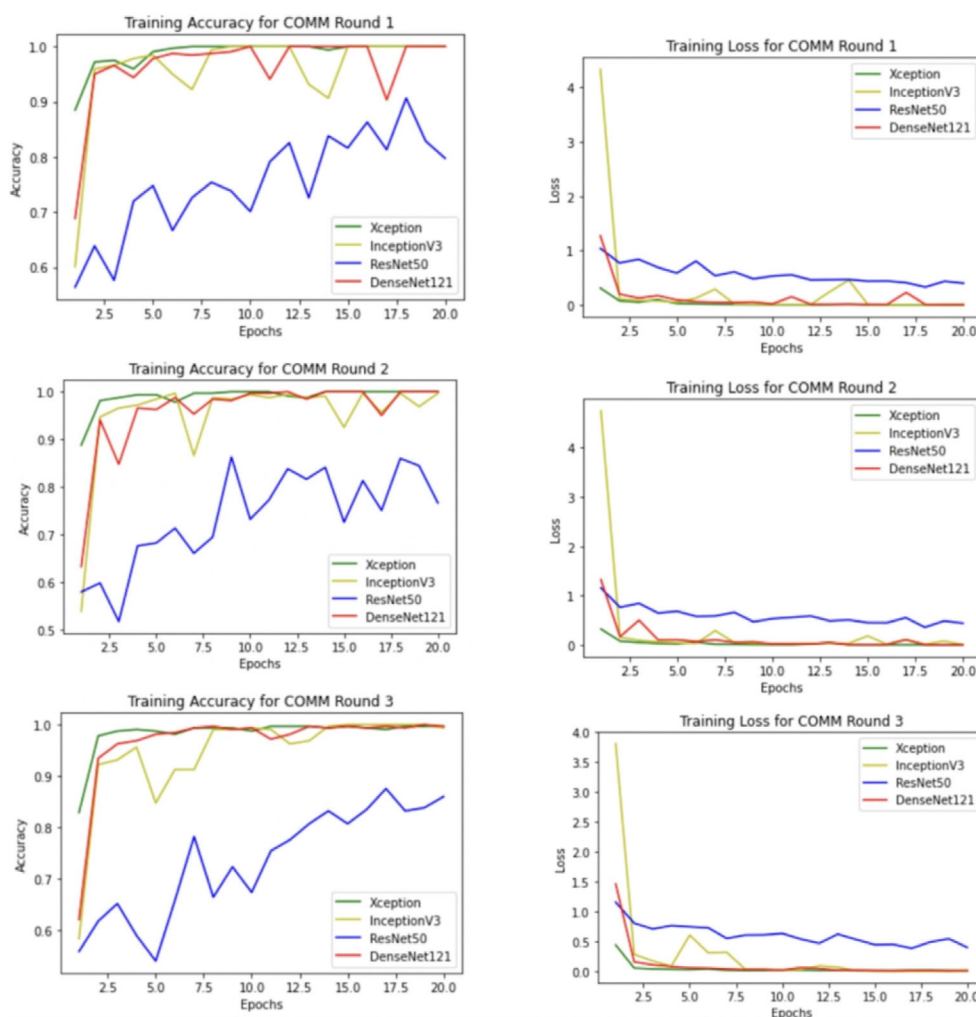 Training Accuracy for COMM Round 1
Accuracy
1.0
0.9
0.8
0.7
0.6
Xception
InceptionV3
ResNet50
DenseNet121
2.5 5.0 7.5 10.0 12.5 15.0 17.5 20.0
Epochs
Training Loss for COMM Round 1
Loss
4
3
2
1
0
Xception
InceptionV3
ResNet50
DenseNet121
2.5 5.0 7.5 10.0 12.5 15.0 17.5 20.0
Epochs
Training Accuracy for COMM Round 2
Accuracy
1.0
0.9
0.8
0.7
0.6
0.5
Xception
InceptionV3
ResNet50
DenseNet121
2.5 5.0 7.5 10.0 12.5 15.0 17.5 20.0
Epochs
Training Loss for COMM Round 2
Loss
4
3
2
1
0
Xception
InceptionV3
ResNet50
DenseNet121
2.5 5.0 7.5 10.0 12.5 15.0 17.5 20.0
Epochs
Training Accuracy for COMM Round 3
Accuracy
1.0
0.9
0.8
0.7
0.6
Xception
InceptionV3
ResNet50
DenseNet121
2.5 5.0 7.5 10.0 12.5 15.0 17.5 20.0
Epochs
Training Loss for COMM Round 3
Loss
4.0
3.5
3.0
2.5
2.0
1.5
1.0
0.5
0.0
Xception
InceptionV3
ResNet50
DenseNet121
2.5 5.0 7.5 10.0 12.5 15.0 17.5 20.0
Epochs